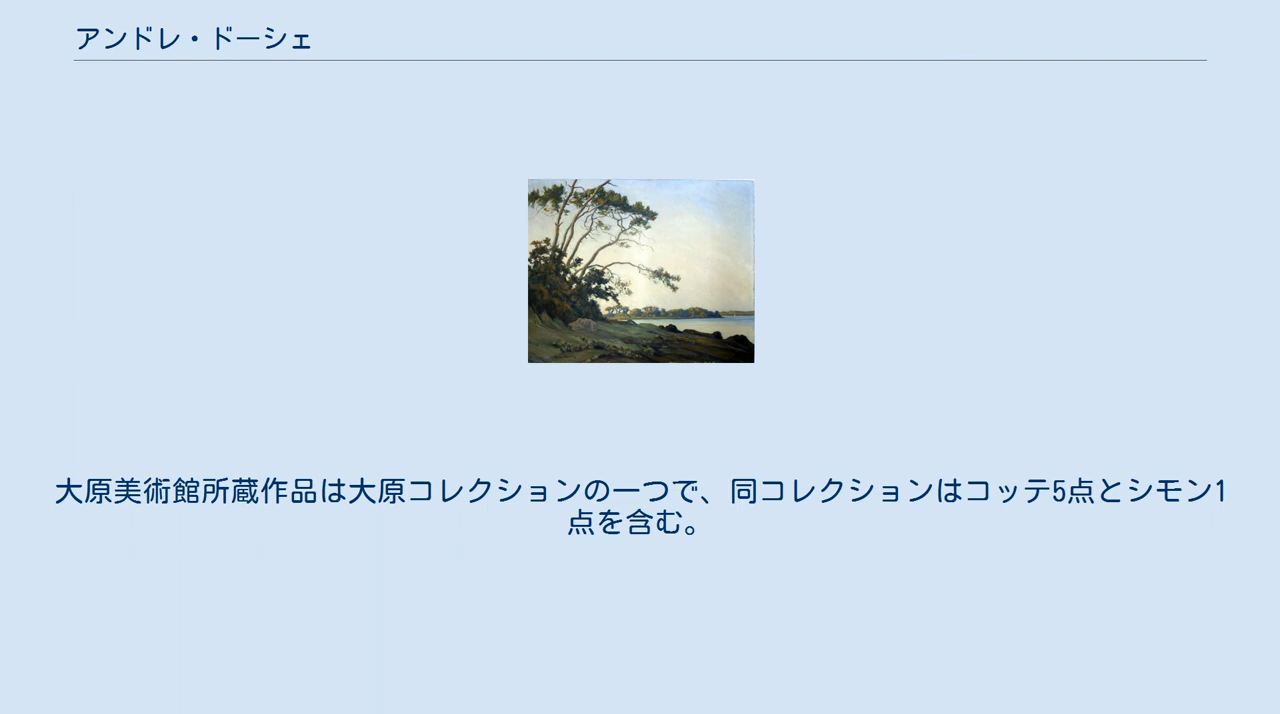 アンドレ・ドーシェ
大原美術館所蔵作品は大原コレクションの一つで、同コレクションはコッテ5点とシモン1
点を含む。